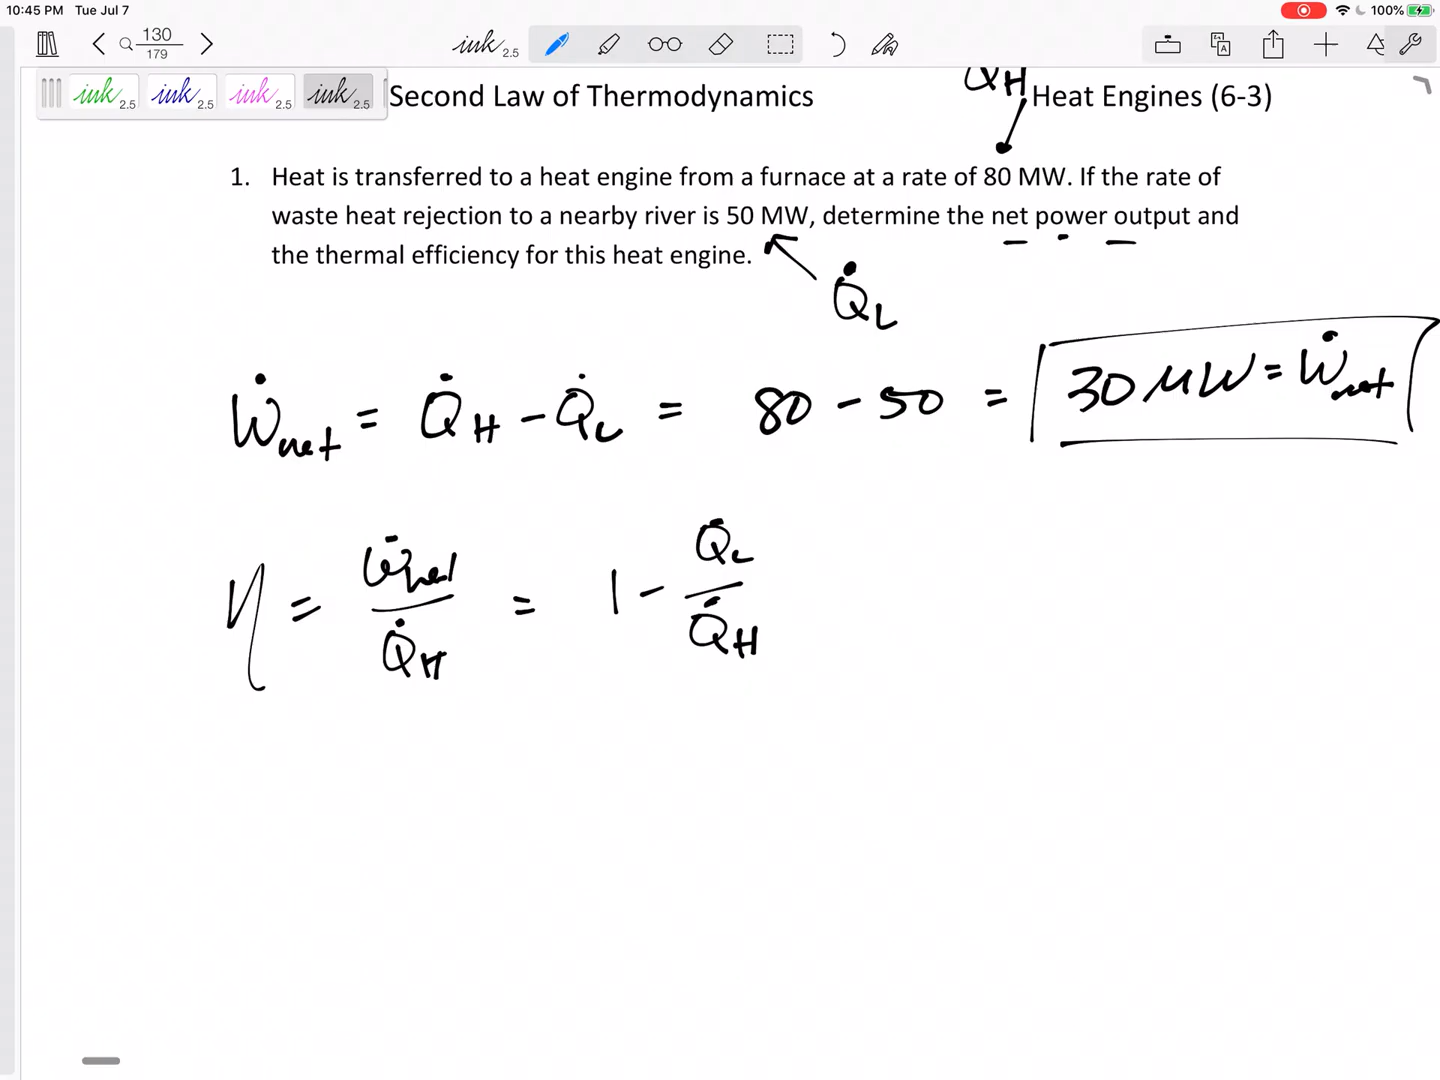 10:45 PM Tue Jul 7
100%
130
179
ink 2.5
ink 2.5 ink 2.5 ink 2.5 ink 2.5
Second Law of Thermodynamics Q̇H Heat Engines (6-3)
1. Heat is transferred to a heat engine from a furnace at a rate of 80 MW. If the rate of
waste heat rejection to a nearby river is 50 MW, determine the net power output and
the thermal efficiency for this heat engine.
Q̇L
Ẇnet = Q̇H - Q̇L = 80 - 50 = 30 MW = Ẇnet
η = Ẇnet / Q̇H = 1 - Q̇L / Q̇H